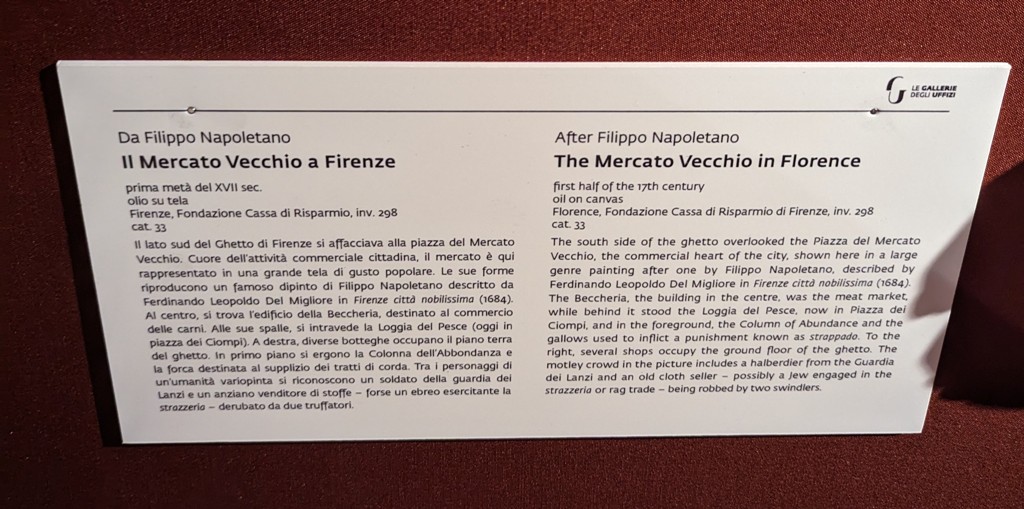 LE GALLERIE
DEGLI UFFIZI
Da Filippo Napoletano
Il Mercato Vecchio a Firenze
prima metà del XVII sec.
olio su tela
Firenze, Fondazione Cassa di Risparmio, inv. 298
cat. 33
Il lato sud del Ghetto di Firenze si affacciava alla piazza del Mercato
Vecchio. Cuore dell'attività commerciale cittadina, il mercato è qui
rappresentato in una grande tela di gusto popolare. Le sue forme
riproducono un famoso dipinto di Filippo Napoletano descritto da
Ferdinando Leopoldo Del Migliore in Firenze città nobilissima (1684).
Al centro, si trova l'edificio della Beccheria, destinato al commercio
delle carni. Alle sue spalle, si intravede la Loggia del Pesce (oggi in
piazza dei Ciompi). A destra, diverse botteghe occupano il piano terra
del ghetto. In primo piano si ergono la Colonna dell'Abbondanza e
la forca destinata al supplizio dei tratti di corda. Tra i personaggi di
un'umanità variopinta si riconoscono un soldato della guardia dei
Lanzi e un anziano venditore di stoffe – forse un ebreo esercitante la
strazzeria – derubato da due truffatori.
After Filippo Napoletano
The Mercato Vecchio in Florence
first half of the 17th century
oil on canvas
Florence, Fondazione Cassa di Risparmio di Firenze, inv. 298
cat. 33
The south side of the ghetto overlooked the Piazza del Mercato
Vecchio, the commercial heart of the city, shown here in a large
genre painting after one by Filippo Napoletano, described by
Ferdinando Leopoldo Del Migliore in Firenze città nobilissima (1684).
The Beccheria, the building in the centre, was the meat market,
while behind it stood the Loggia del Pesce, now in Piazza dei
Ciompi, and in the foreground, the Column of Abundance and the
gallows used to inflict a punishment known as strappado. To the
right, several shops occupy the ground floor of the ghetto. The
motley crowd in the picture includes a halberdier from the Guardia
dei Lanzi and an old cloth seller – possibly a Jew engaged in the
strazzeria or rag trade – being robbed by two swindlers.